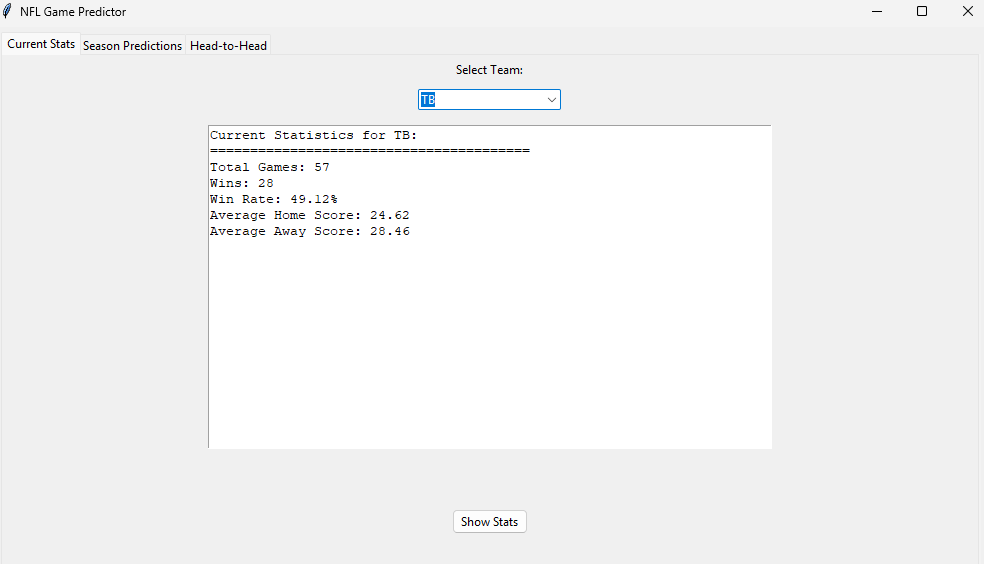 NFL Game Predictor
Current Stats Season Predictions Head-to-Head
Select Team:
TB
Current Statistics for TB:
========================================
Total Games: 57
Wins: 28
Win Rate: 49.12%
Average Home Score: 24.62
Average Away Score: 28.46
Show Stats